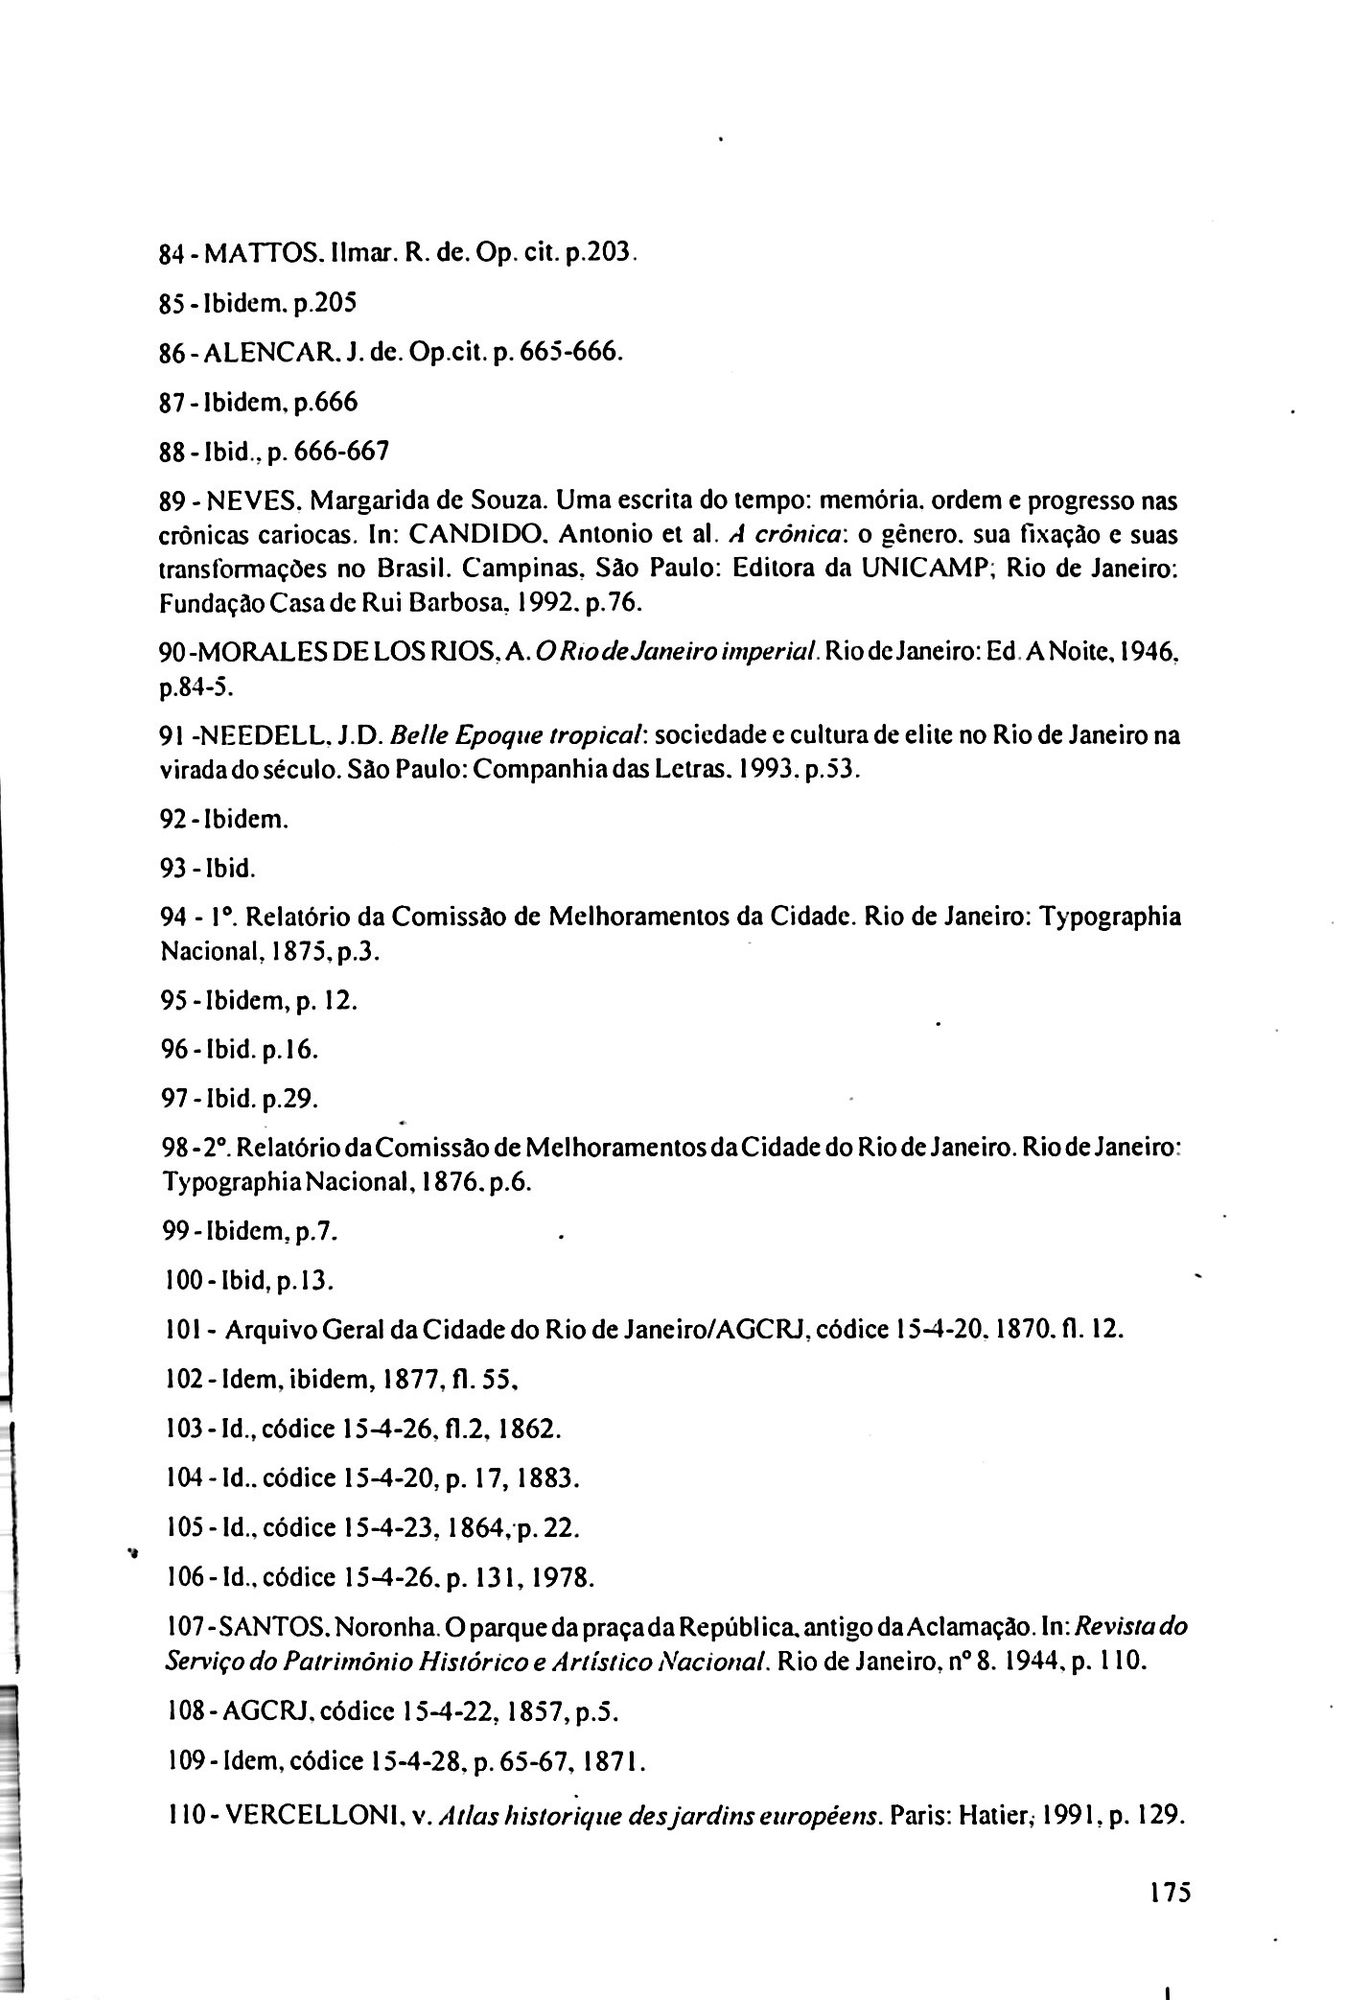 84 - MATTOS. Ilmar. R. de. Op. cit. p.203.
85 - Ibidem. p.205
86 - ALENCAR. J. de. Op.cit. p. 665-666.
87 - Ibidem, p.666
88 - Ibid., p. 666-667
89 - NEVES. Margarida de Souza. Uma escrita do tempo: memória. ordem e progresso nas
crônicas cariocas. In: CANDIDO. Antonio et al. A crônica: o gênero. sua fixação e suas
transformações no Brasil. Campinas, São Paulo: Editora da UNICAMP; Rio de Janeiro:
Fundação Casa de Rui Barbosa, 1992. p.76.
90 -MORALES DE LOS RIOS, A. O Rio de Janeiro imperial. Rio de Janeiro: Ed. A Noite, 1946,
p.84-5.
91 -NEEDELL, J.D. Belle Epoque tropical: sociedade e cultura de elite no Rio de Janeiro na
virada do século. São Paulo: Companhia das Letras. 1993. p.53.
92 - Ibidem.
93 - Ibid.
94 - 1º. Relatório da Comissão de Melhoramentos da Cidade. Rio de Janeiro: Typographia
Nacional, 1875, p.3.
95 - Ibidem, p. 12.
96 - Ibid. p.16.
97 - Ibid. p.29.
98 - 2º. Relatório da Comissão de Melhoramentos da Cidade do Rio de Janeiro. Rio de Janeiro:
Typographia Nacional, 1876. p.6.
99 - Ibidem, p.7.
100 - Ibid, p.13.
101 - Arquivo Geral da Cidade do Rio de Janeiro/AGCRJ, códice 15-4-20. 1870. fl. 12.
102 - Idem, ibidem, 1877, fl. 55.
103 - Id., códice 15-4-26, fl.2, 1862.
104 - Id.. códice 15-4-20, p. 17, 1883.
105 - Id., códice 15-4-23, 1864, p. 22.
106 - Id., códice 15-4-26. p. 131, 1978.
107 - SANTOS. Noronha. O parque da praça da República, antigo da Aclamação. In: Revista do
Serviço do Patrimônio Histórico e Artístico Nacional. Rio de Janeiro, nº 8. 1944, p. 110.
108 - AGCRJ. códice 15-4-22, 1857, p.5.
109 - Idem, códice 15-4-28, p. 65-67, 1871.
110 - VERCELLONI, v. Atlas historique des jardins européens. Paris: Hatier, 1991, p. 129.
175